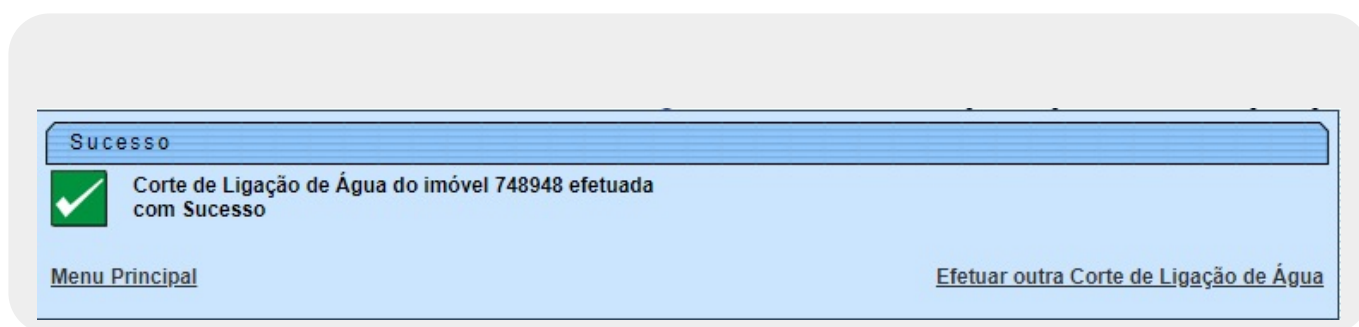 Sucesso
Corte de Ligação de Água do imóvel 748948 efetuada
com Sucesso
Menu Principal
Efetuar outra Corte de Ligação de Água